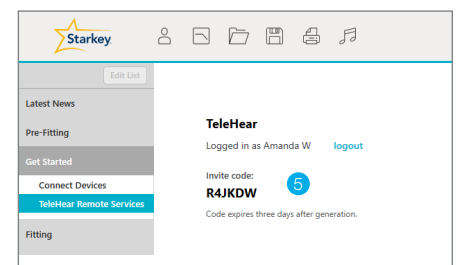 Starkey
Edit List
Latest News
Pre-Fitting
Get Started
Connect Devices
TeleHear Remote Services
Fitting
TeleHear
Logged in as Amanda W logout
Invite code:
R4JKDW
5
Code expires three days after generation.